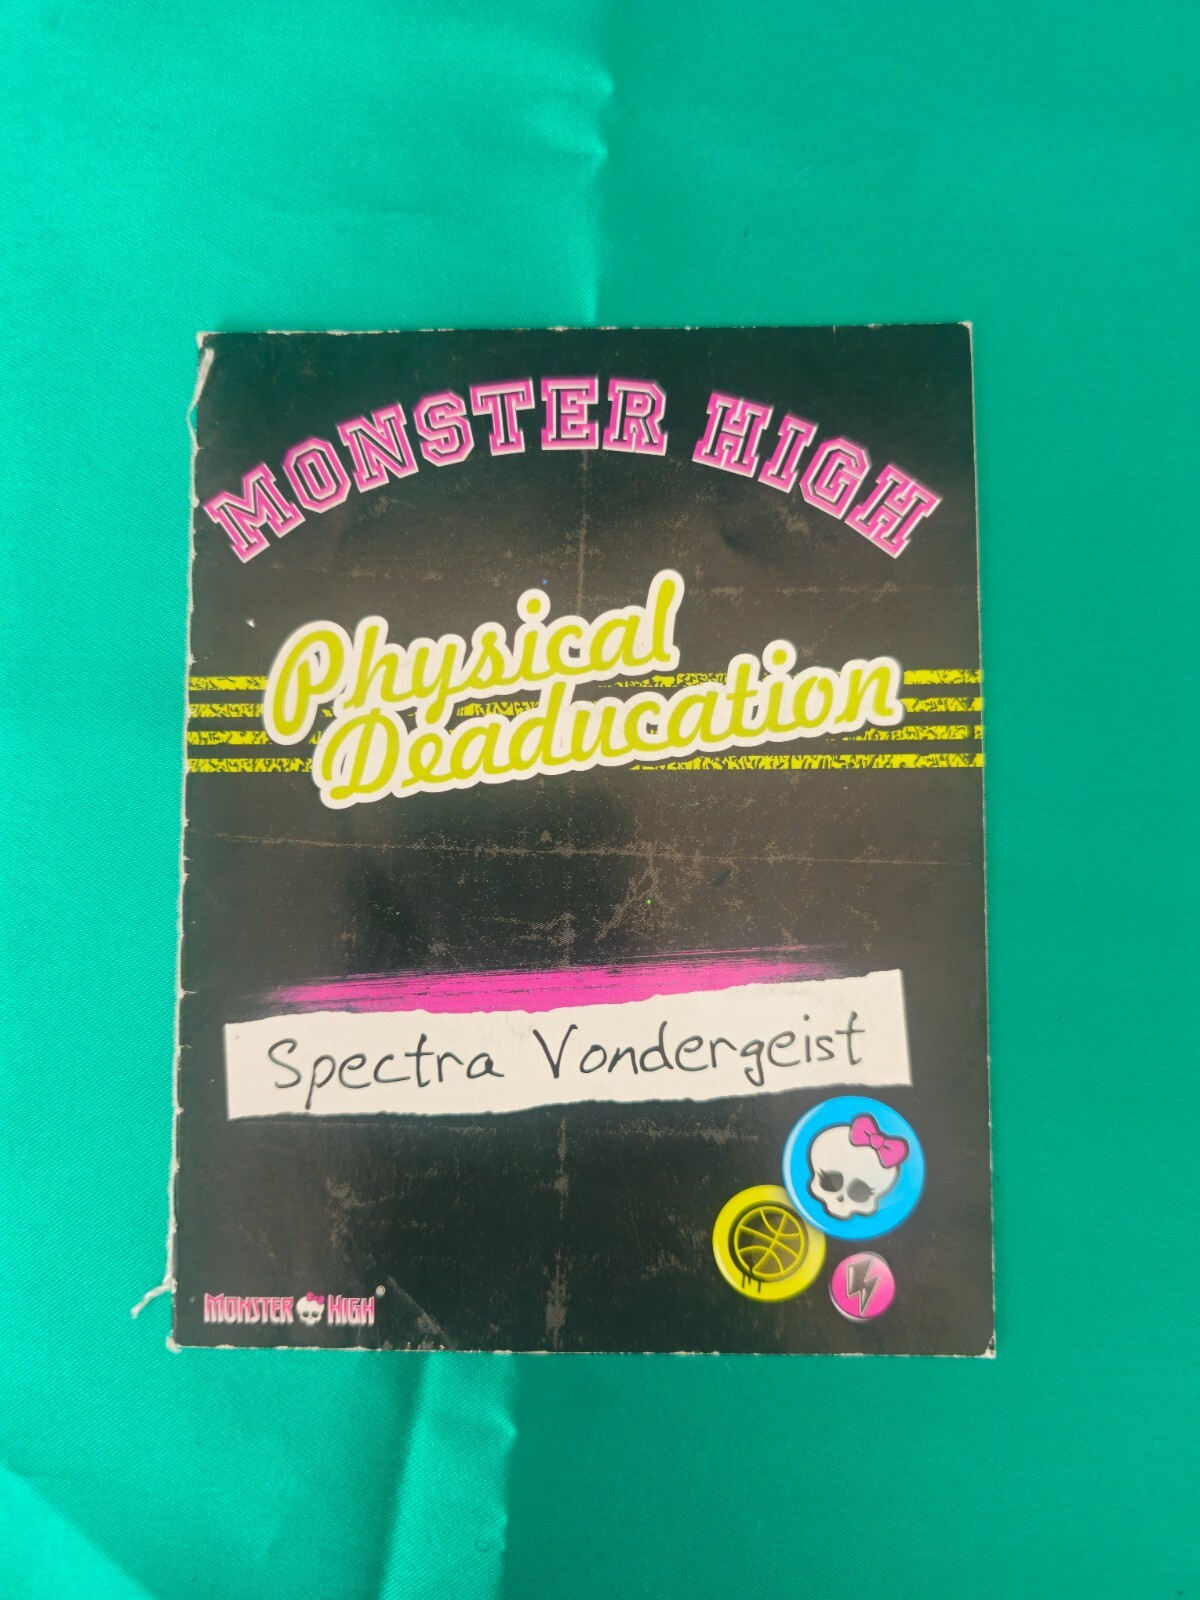 MONSTER HIGH
Physical
Deaducation
Spectra Vondergeist
MONSTER HIGH®